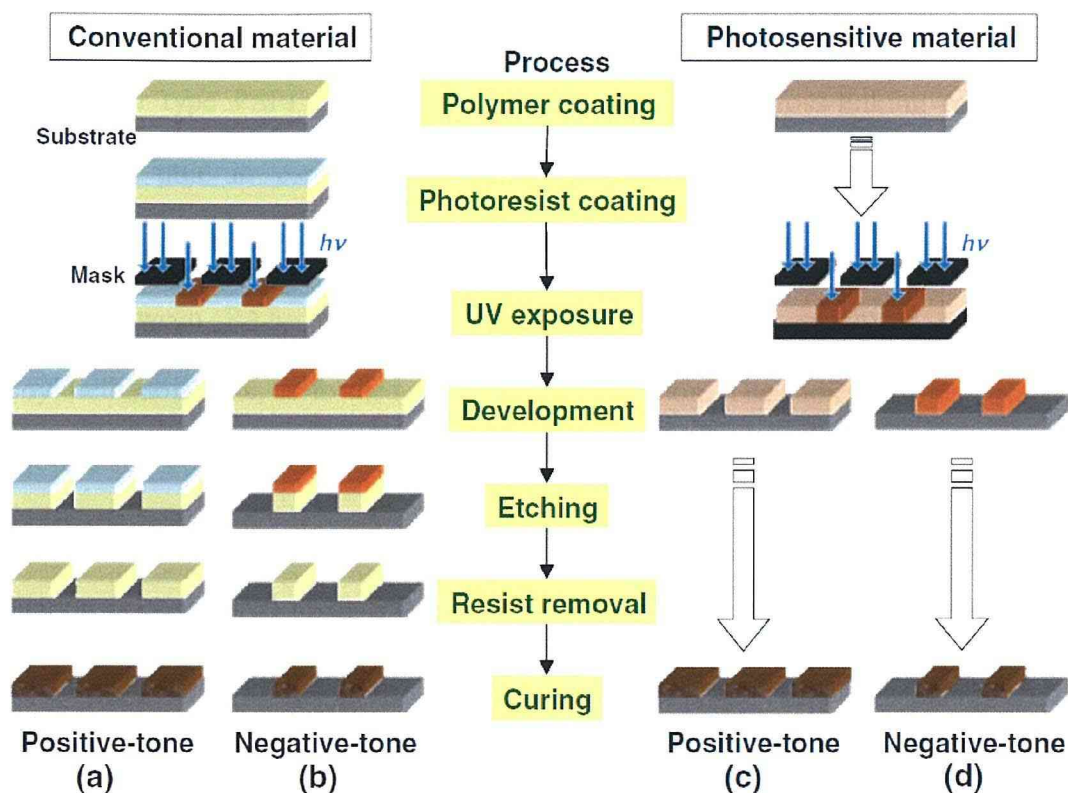 Conventional material
Photosensitive material
Process
Polymer coating
Substrate
Photoresist coating
hν
hν
Mask
UV exposure
Development
Etching
Resist removal
Curing
Positive-tone
Negative-tone
Positive-tone
Negative-tone
(a)
(b)
(c)
(d)